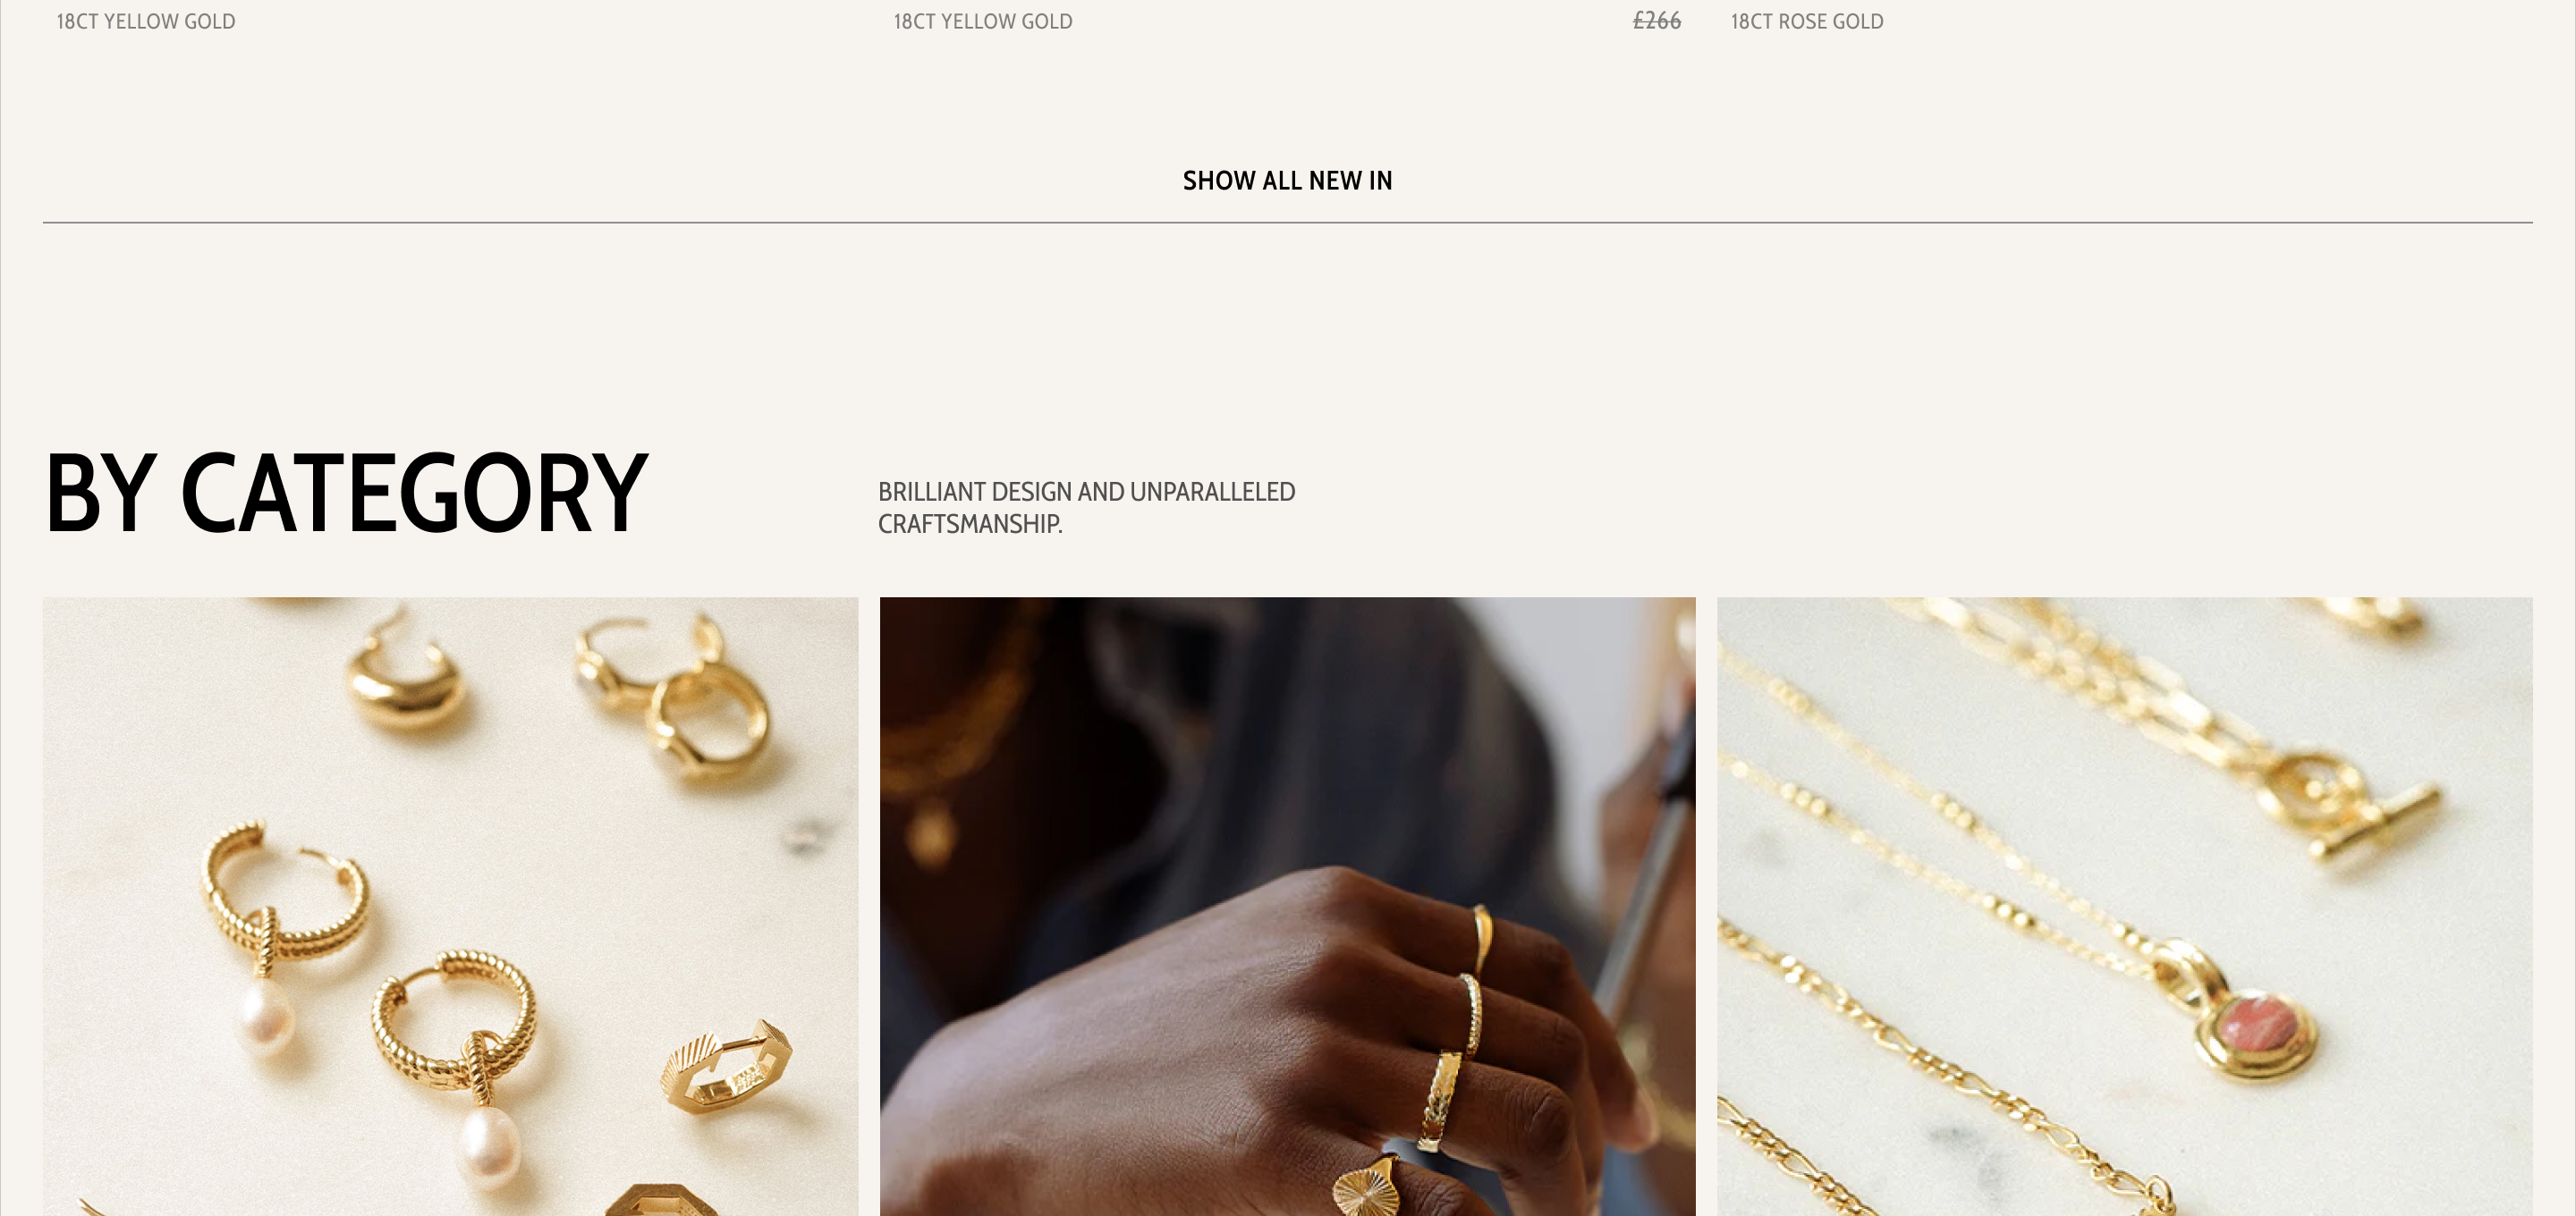 18CT YELLOW GOLD
18CT YELLOW GOLD
£266
18CT ROSE GOLD
SHOW ALL NEW IN
BY CATEGORY
BRILLIANT DESIGN AND UNPARALLELED
CRAFTSMANSHIP.